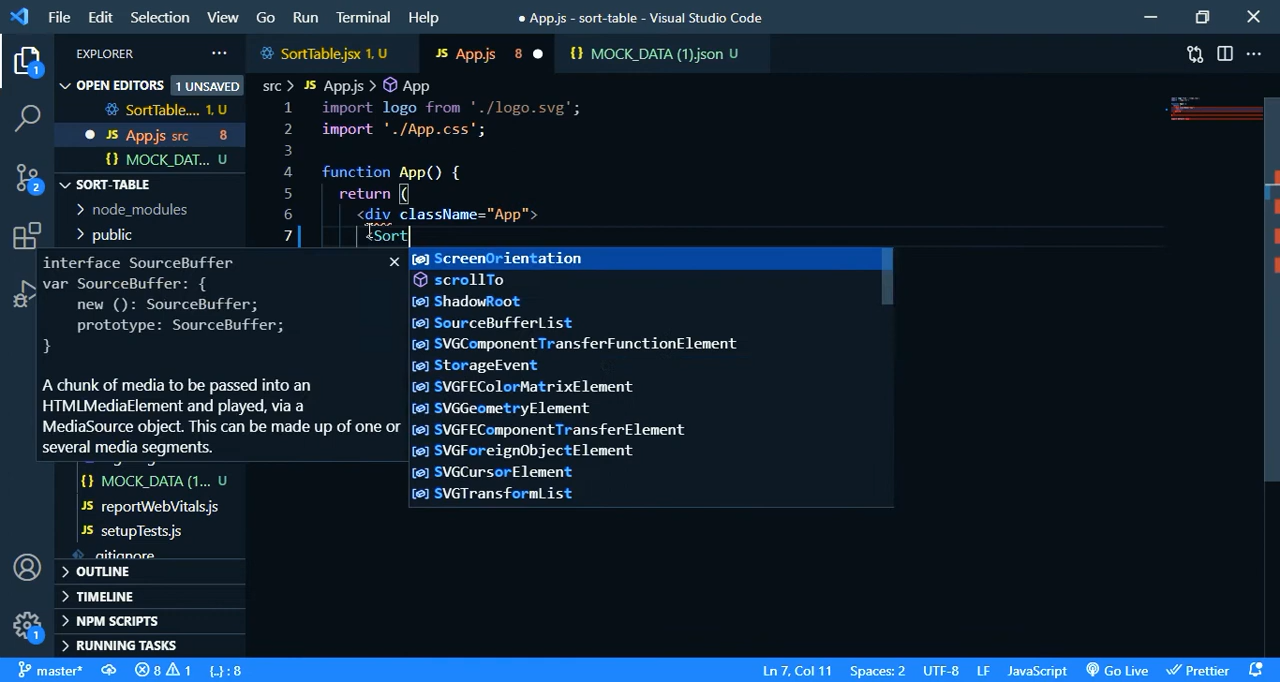 File Edit Selection View Go Run Terminal Help
● App.js - sort-table - Visual Studio Code
EXPLORER
SortTable.jsx 1, U
JS App.js 8
{} MOCK_DATA (1).json U
1
OPEN EDITORS 1 UNSAVED
SortTable.... 1, U
JS App.js src 8
{} MOCK_DAT... U
SORT-TABLE
node_modules
public
2
src > JS App.js > App
1 import logo from './logo.svg';
2 import './App.css';
3
4 function App() {
5 return (
6 <div className="App">
7 <Sort
interface SourceBuffer
var SourceBuffer: {
new (): SourceBuffer;
prototype: SourceBuffer;
}
A chunk of media to be passed into an
HTMLMediaElement and played, via a
MediaSource object. This can be made up of one or
several media segments.
ScreenOrientation
scrollTo
ShadowRoot
SourceBufferList
SVGComponentTransferFunctionElement
StorageEvent
SVGFEColorMatrixElement
SVGGeometryElement
SVGFEComponentTransferElement
SVGForeignObjectElement
SVGCursorElement
SVGTransformList
{} MOCK_DATA (1... U
JS reportWebVitals.js
JS setupTests.js
.gitignore
OUTLINE
TIMELINE
NPM SCRIPTS
RUNNING TASKS
1
master* 8 1 {..} : 8
Ln 7, Col 11 Spaces: 2 UTF-8 LF JavaScript Go Live Prettier